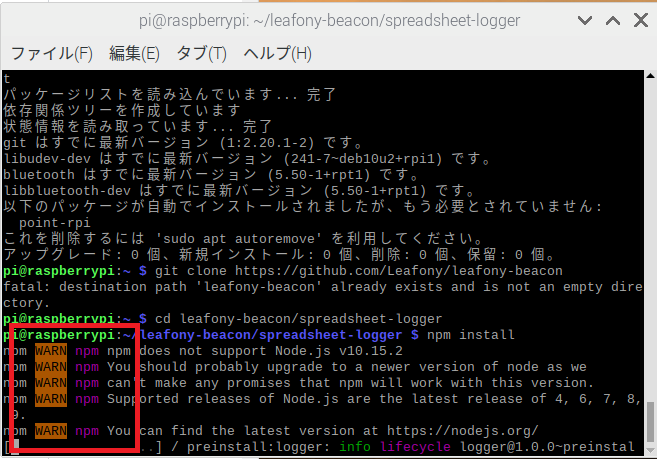 pi@raspberrypi: ~/leafony-beacon/spreadsheet-logger
ファイル(F) 編集(E) タブ(T) ヘルプ(H)
t
パッケージリストを読み込んでいます... 完了
依存関係ツリーを作成しています
状態情報を読み取っています... 完了
git はすでに最新バージョン (1:2.20.1-2) です。
libudev-dev はすでに最新バージョン (241-7~deb10u2+rpi1) です。
bluetooth はすでに最新バージョン (5.50-1+rpt1) です。
libbluetooth-dev はすでに最新バージョン (5.50-1+rpt1) です。
以下のパッケージが自動でインストールされましたが、もう必要とされていません:
  point-rpi
これを削除するには 'sudo apt autoremove' を利用してください。
アップグレード: 0 個、新規インストール: 0 個、削除: 0 個、保留: 0 個。
pi@raspberrypi:~ $ git clone https://github.com/Leafony/leafony-beacon
fatal: destination path 'leafony-beacon' already exists and is not an empty dire
ctory.
pi@raspberrypi:~ $ cd leafony-beacon/spreadsheet-logger
pi@raspberrypi:~/leafony-beacon/spreadsheet-logger $ npm install
npm WARN npm npm does not support Node.js v10.15.2
npm WARN npm You should probably upgrade to a newer version of node as we
npm WARN npm can't make any promises that npm will work with this version.
npm WARN npm Supported releases of Node.js are the latest release of 4, 6, 7, 8,
9.
npm WARN npm You can find the latest version at https://nodejs.org/
[ ..] / preinstall:logger: info lifecycle logger@1.0.0~preinstal